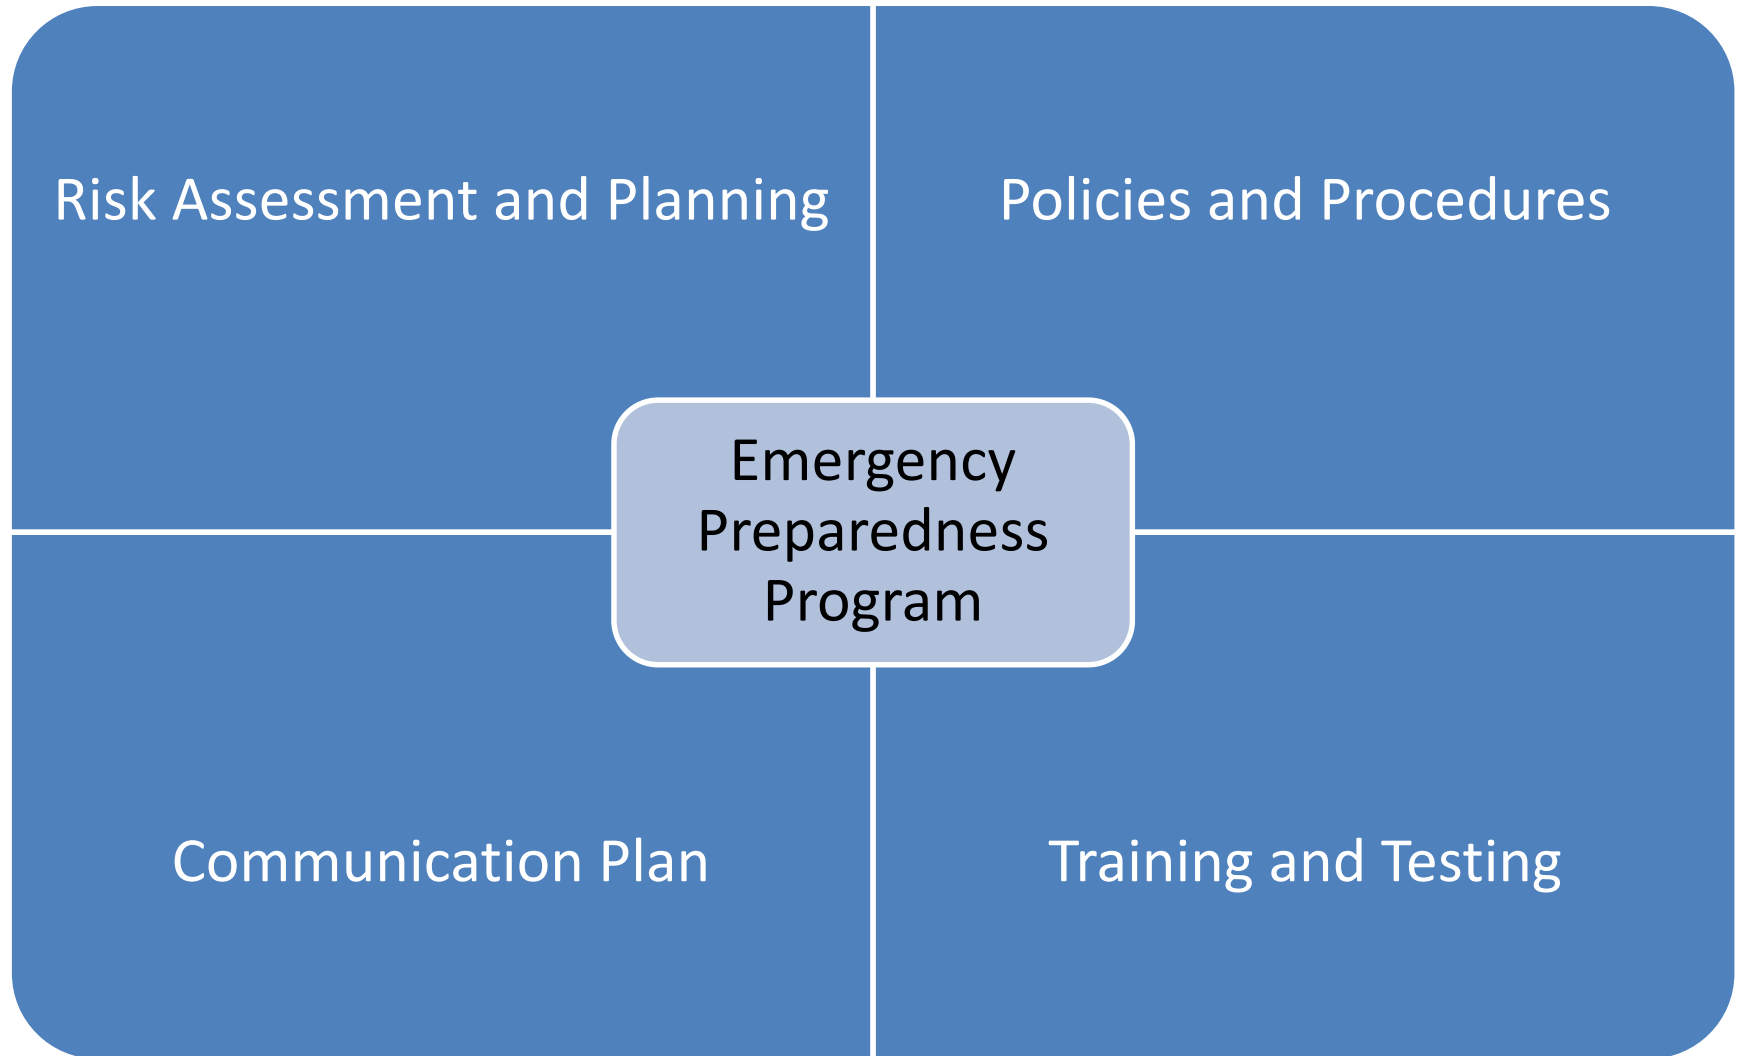 Risk Assessment and Planning
Policies and Procedures
Emergency
Preparedness
Program
Communication Plan
Training and Testing